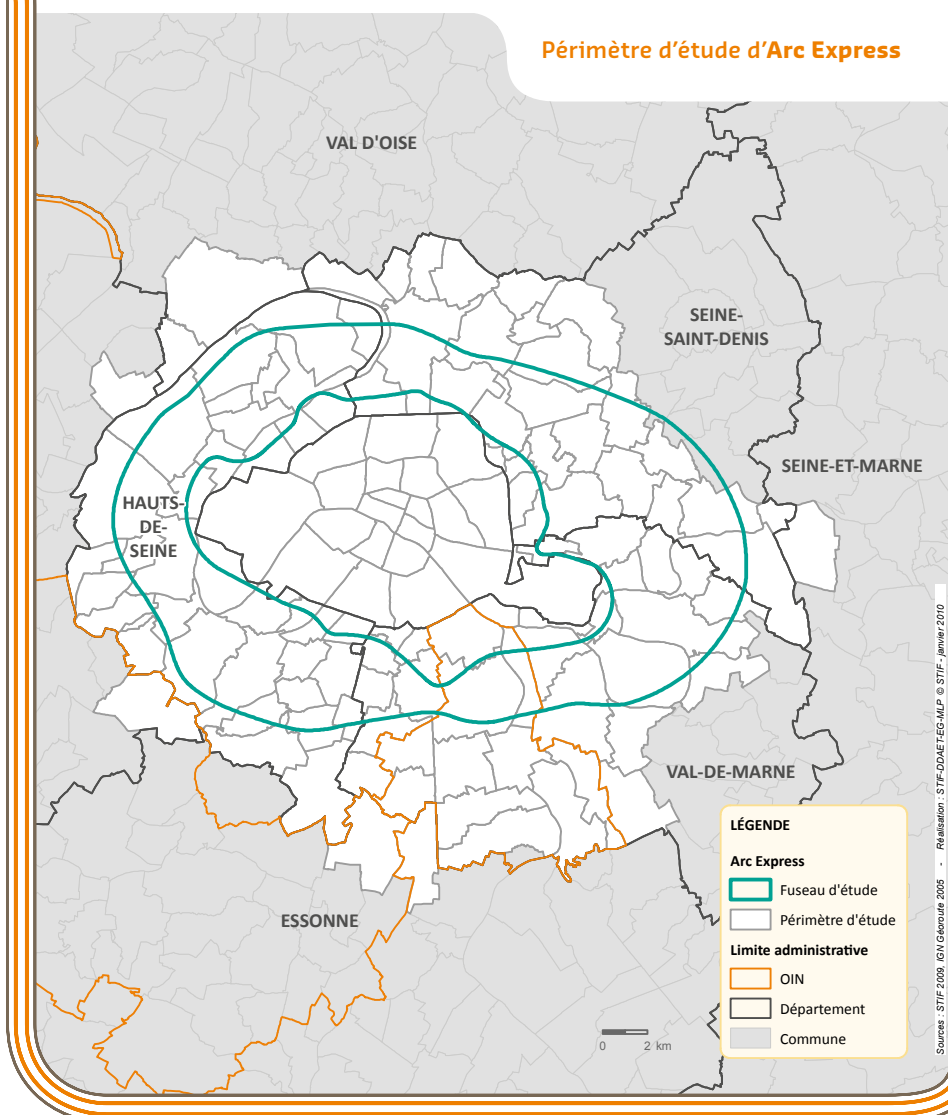 Périmètre d'étude d'Arc Express
VAL D'OISE
SEINE-
SAINT-DENIS
SEINE-ET-MARNE
HAUTS-
DE-
SEINE
VAL-DE-MARNE
ESSONNE
LÉGENDE
Arc Express
Fuseau d'étude
Périmètre d'étude
Limite administrative
OIN
Département
Commune
0 2 km
Sources : STIF 2009, IGN Géoroute 2005 - Réalisation : STIF-DDAET-EG-MLP © STIF - janvier 2010